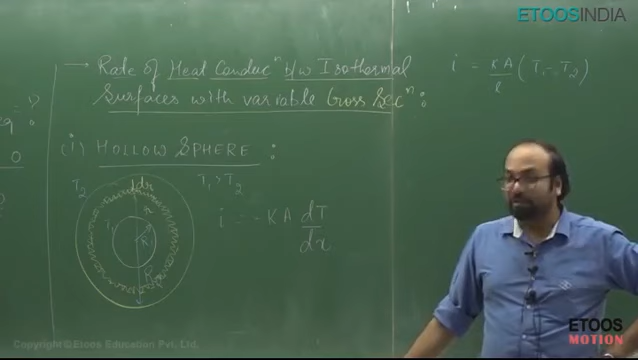 ETOOSINDIA
→ Rate of Heat Conducⁿ b/w Isothermal
Surfaces with variable Cross Secⁿ :
i = KA/l (T₁ - T₂)
(i) HOLLOW SPHERE :
T₂
dr
T₁ > T₂
r
i = -KA dT/dx
Copyright © Etoos Education Pvt. Ltd.
ETOOS
MOTION